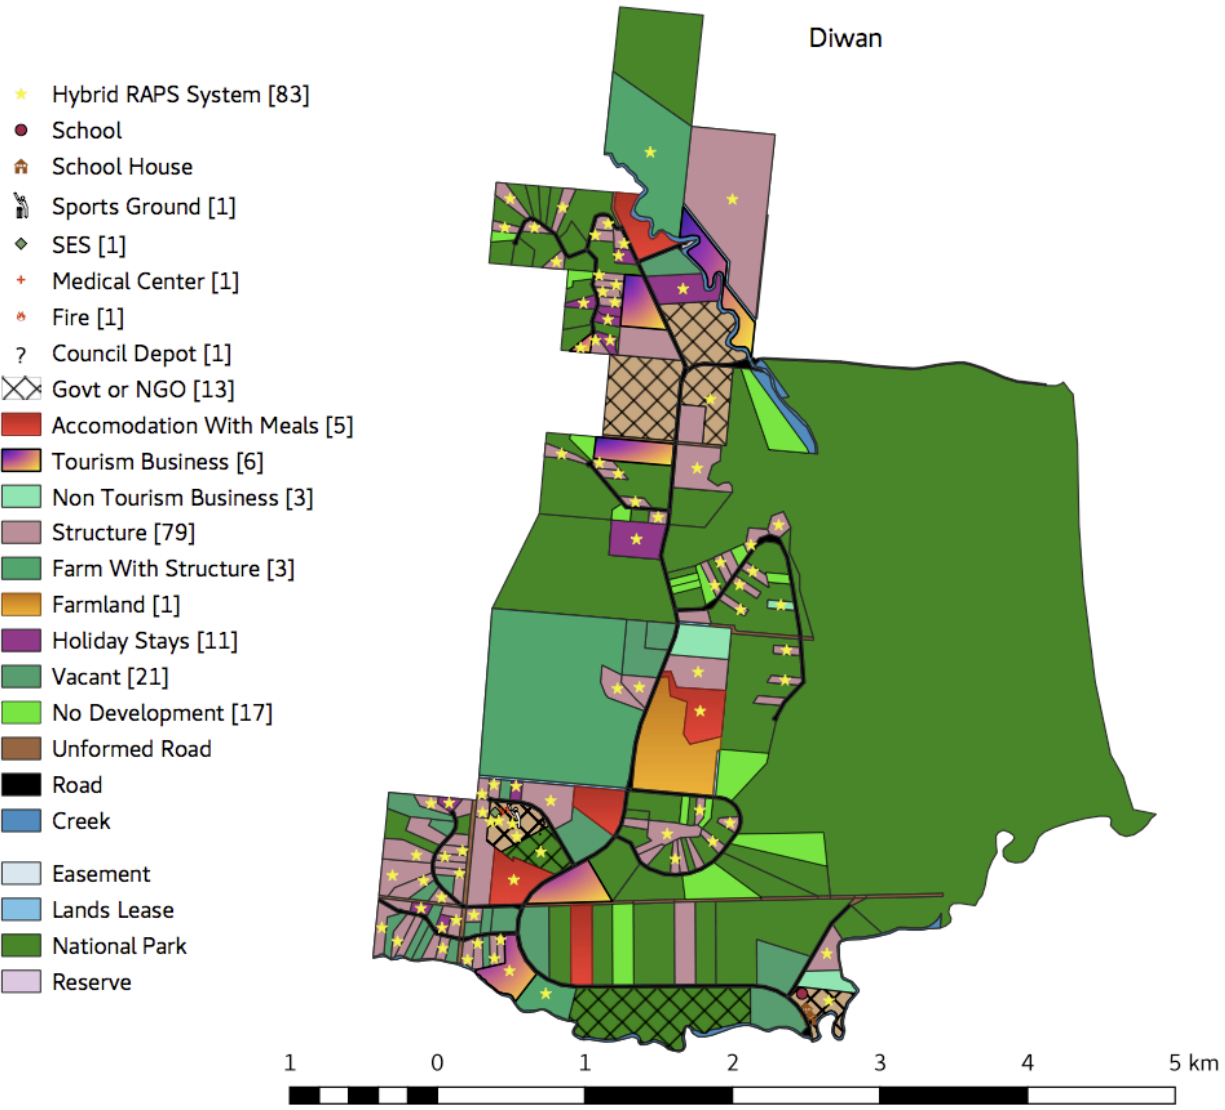 Diwan
Hybrid RAPS System [83]
School
School House
Sports Ground [1]
SES [1]
Medical Center [1]
Fire [1]
? Council Depot [1]
Govt or NGO [13]
Accomodation With Meals [5]
Tourism Business [6]
Non Tourism Business [3]
Structure [79]
Farm With Structure [3]
Farmland [1]
Holiday Stays [11]
Vacant [21]
No Development [17]
Unformed Road
Road
Creek
Easement
Lands Lease
National Park
Reserve
1 0 1 2 3 4 5 km